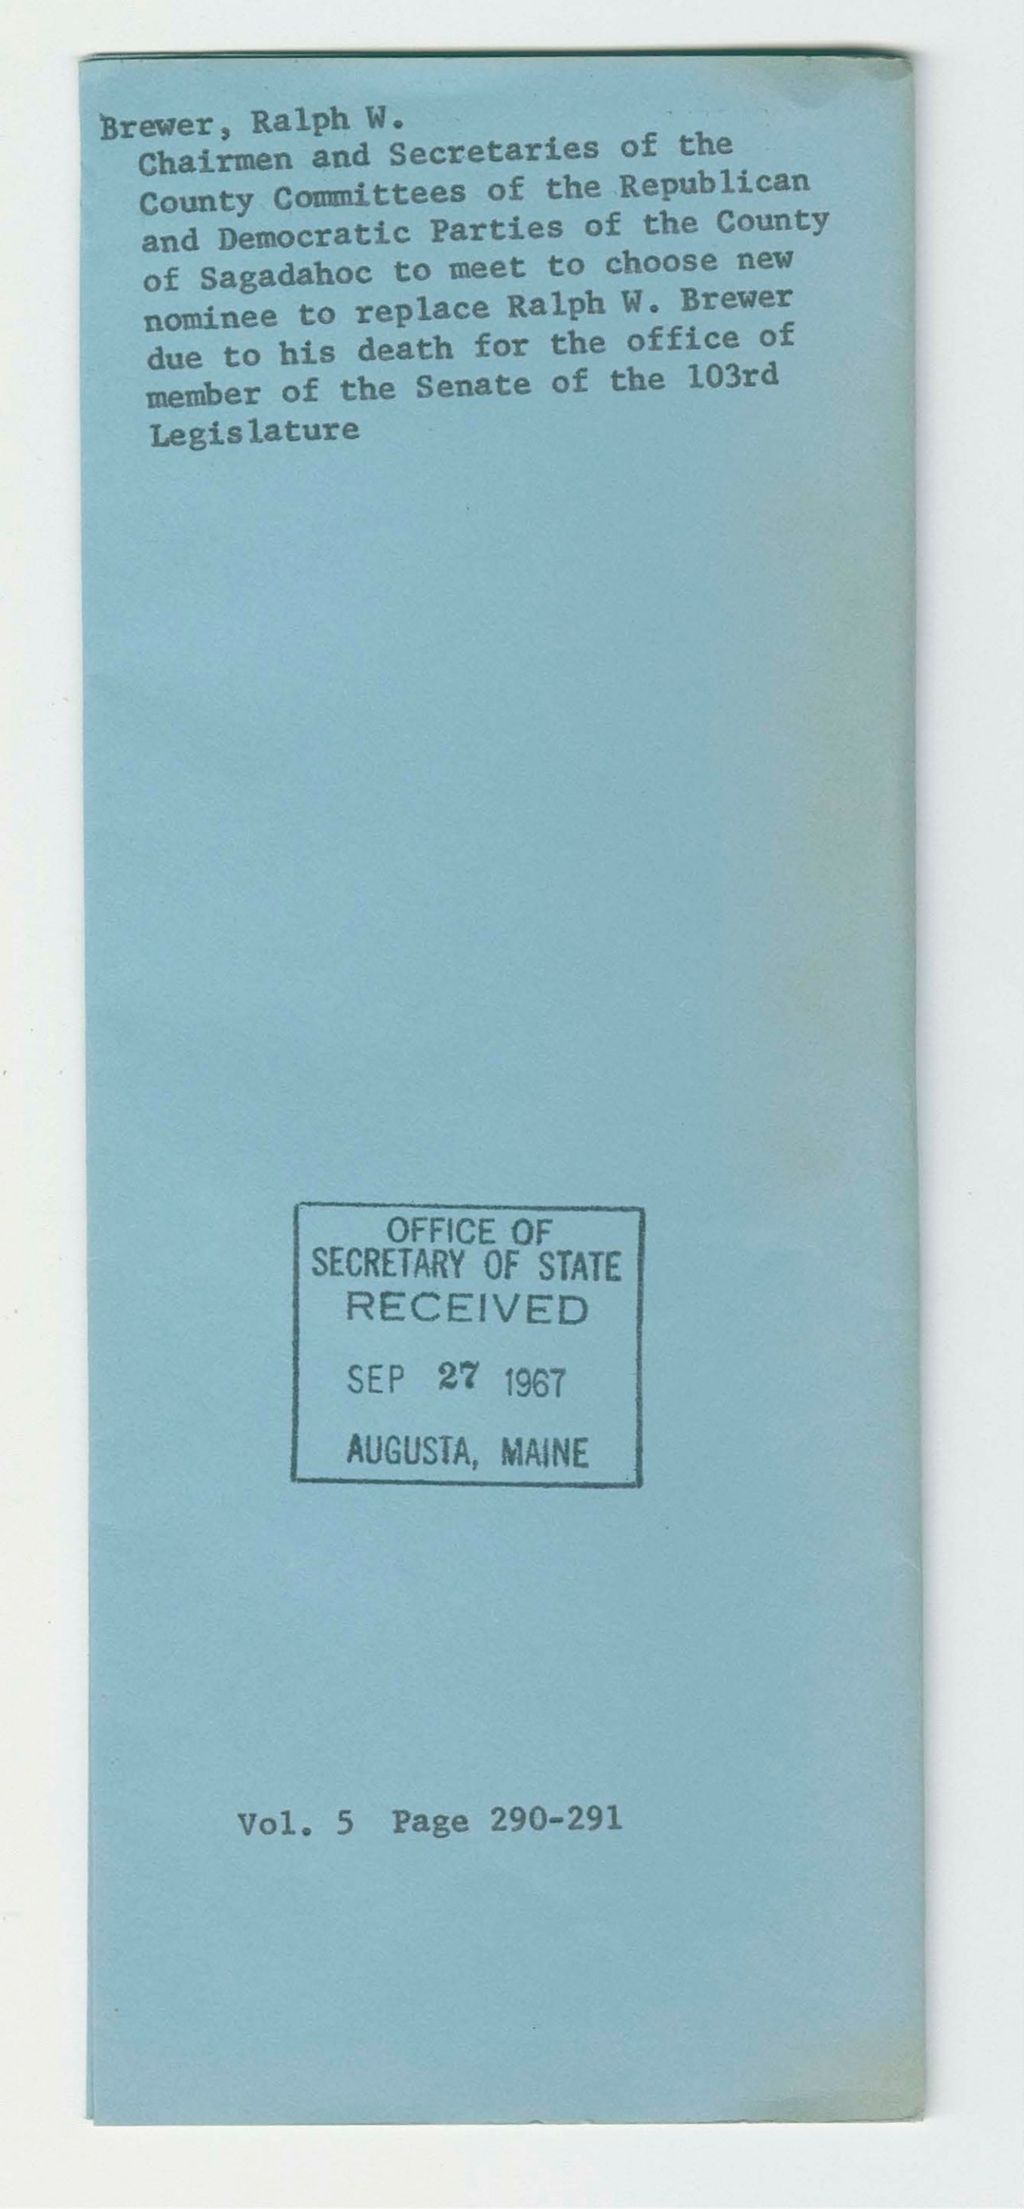 Brewer, Ralph W.
Chairmen and Secretaries of the
County Committees of the Republican
and Democratic Parties of the County
of Sagadahoc to meet to choose new
nominee to replace Ralph W. Brewer
due to his death for the office of
member of the Senate of the 103rd
Legislature
OFFICE OF
SECRETARY OF STATE
RECEIVED
SEP 27 1967
AUGUSTA, MAINE
Vol. 5 Page 290-291